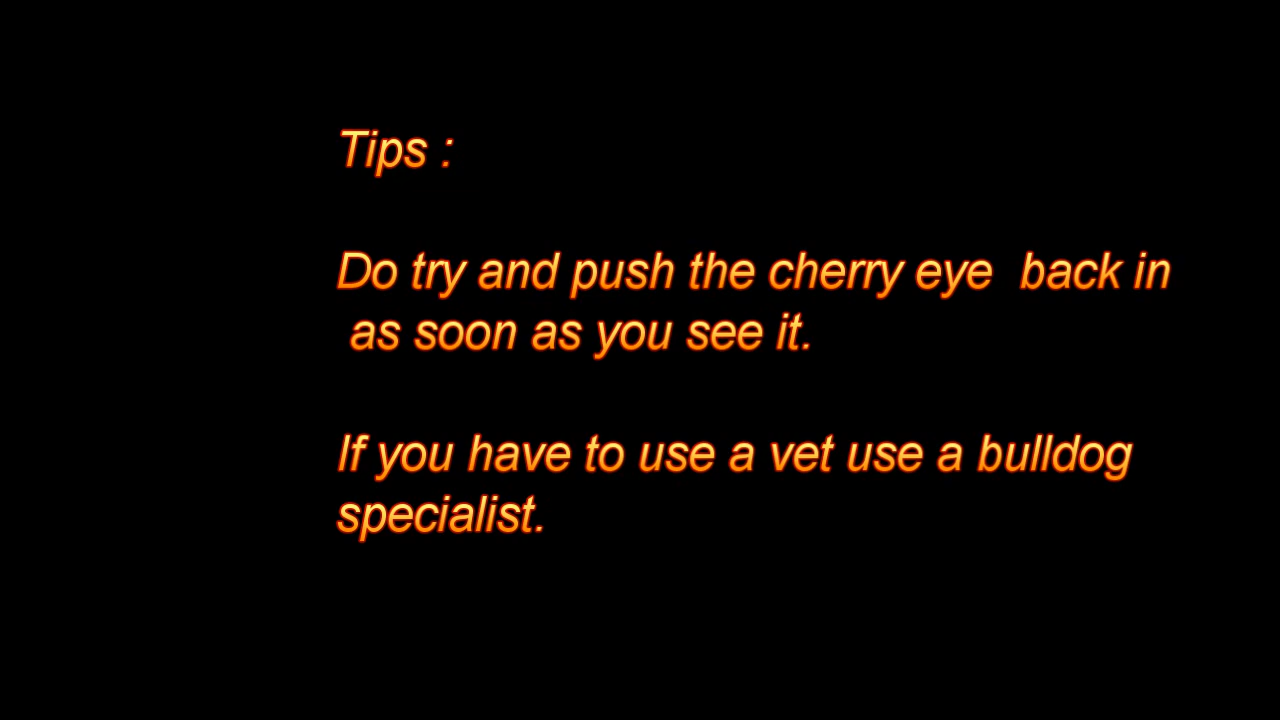 Tips :
Do try and push the cherry eye  back in
as soon as you see it.
If you have to use a vet use a bulldog
specialist.